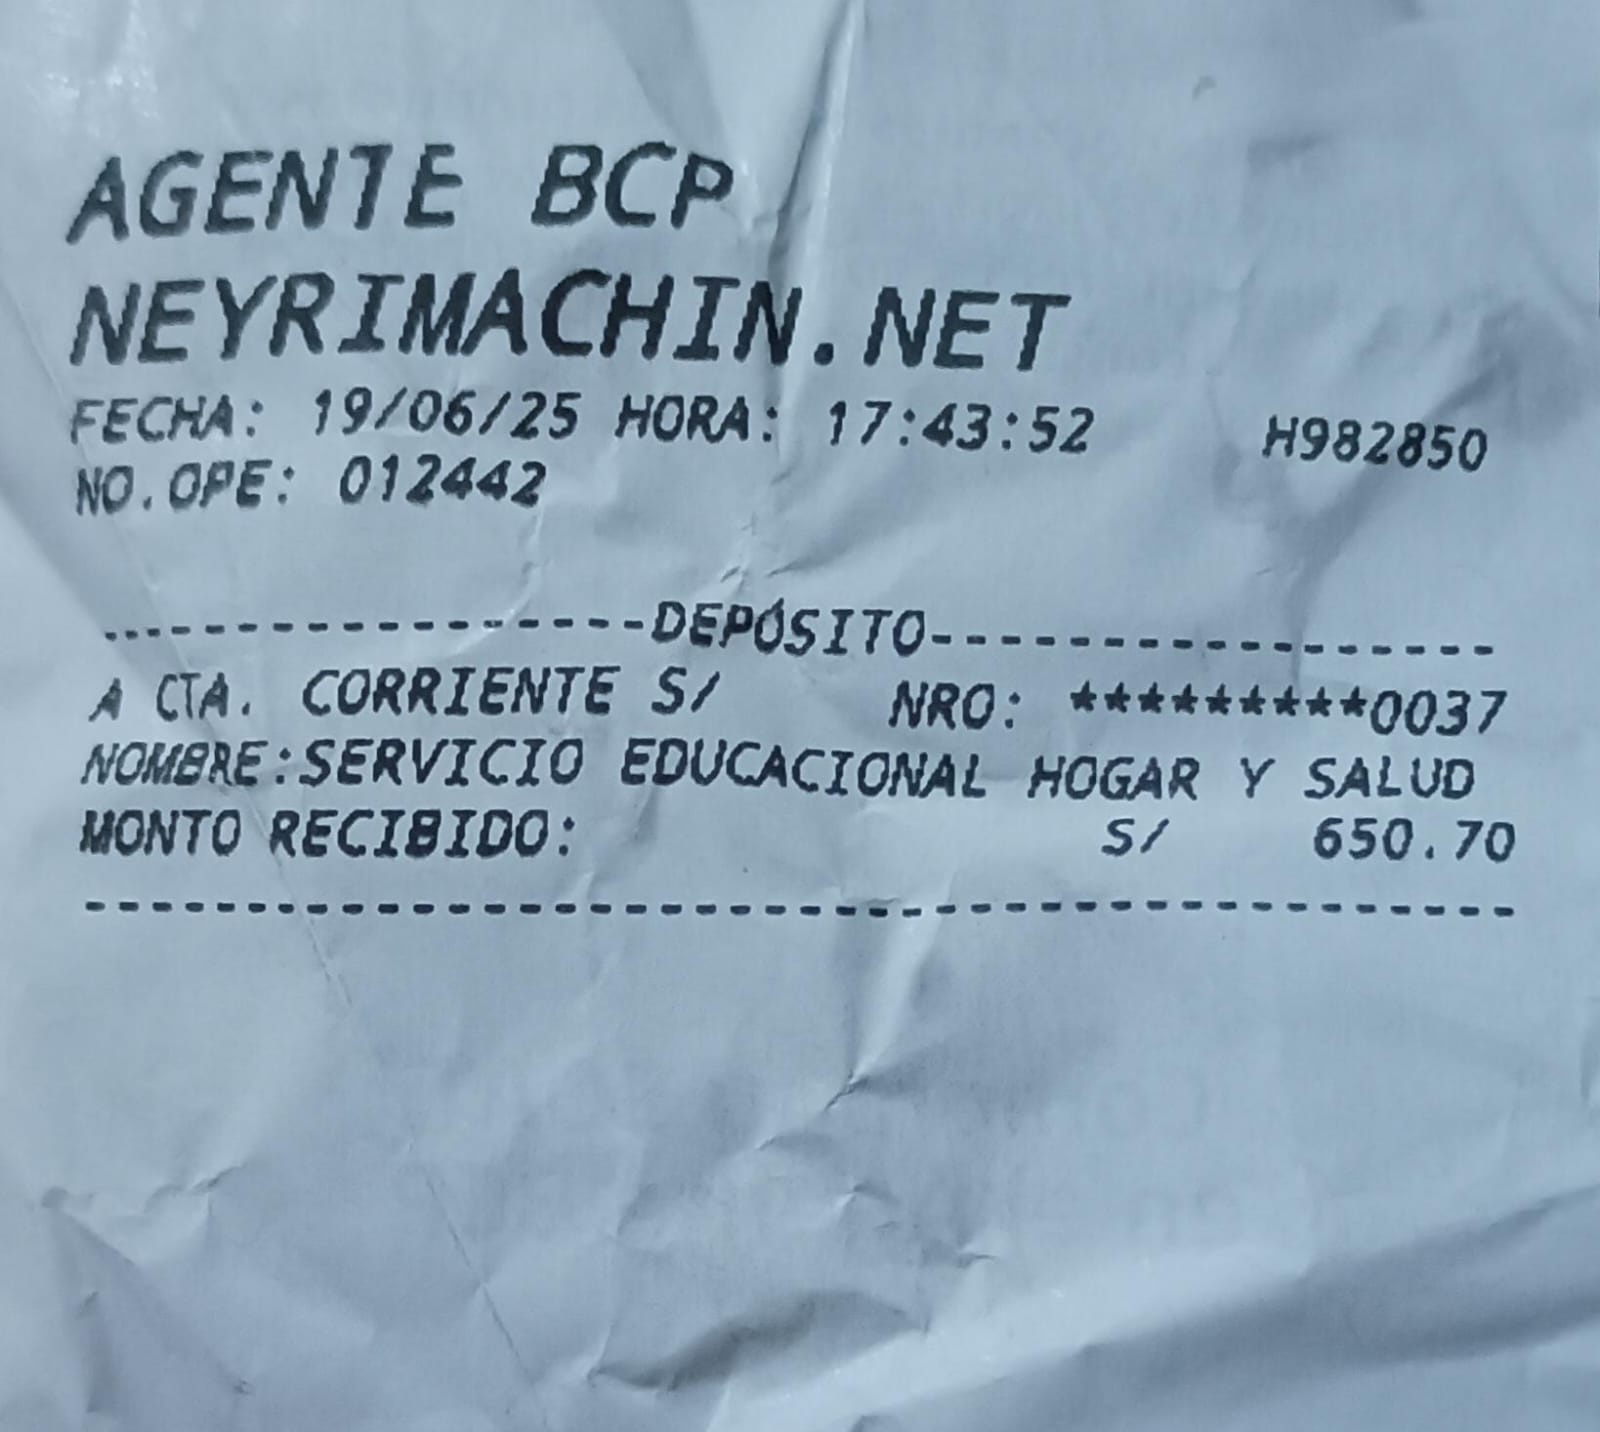 AGENTE BCP
NEYRIMACHIN.NET
FECHA: 19/06/25 HORA: 17:43:52 H982850
NO.OPE: 012442
-----------------DEPÓSITO-----------------
A CTA. CORRIENTE S/ NRO: *********0037
NOMBRE:SERVICIO EDUCACIONAL HOGAR Y SALUD
MONTO RECIBIDO: S/ 650.70
------------------------------------------